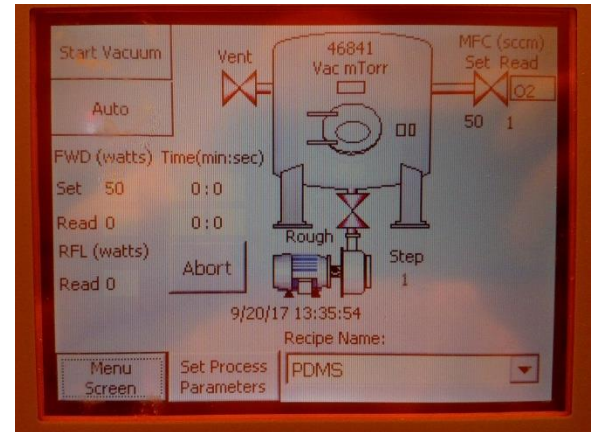 Start Vacuum
Auto
Vent
46841
Vac mTorr
MFC (sccm)
Set Read
O2
50 1
FWD (watts) Time(min:sec)
Set 50 0:0
Read 0 0:0
RFL (watts)
Read 0
Abort
Rough
Step
1
9/20/17 13:35:54
Recipe Name:
Menu
Screen
Set Process
Parameters
PDMS